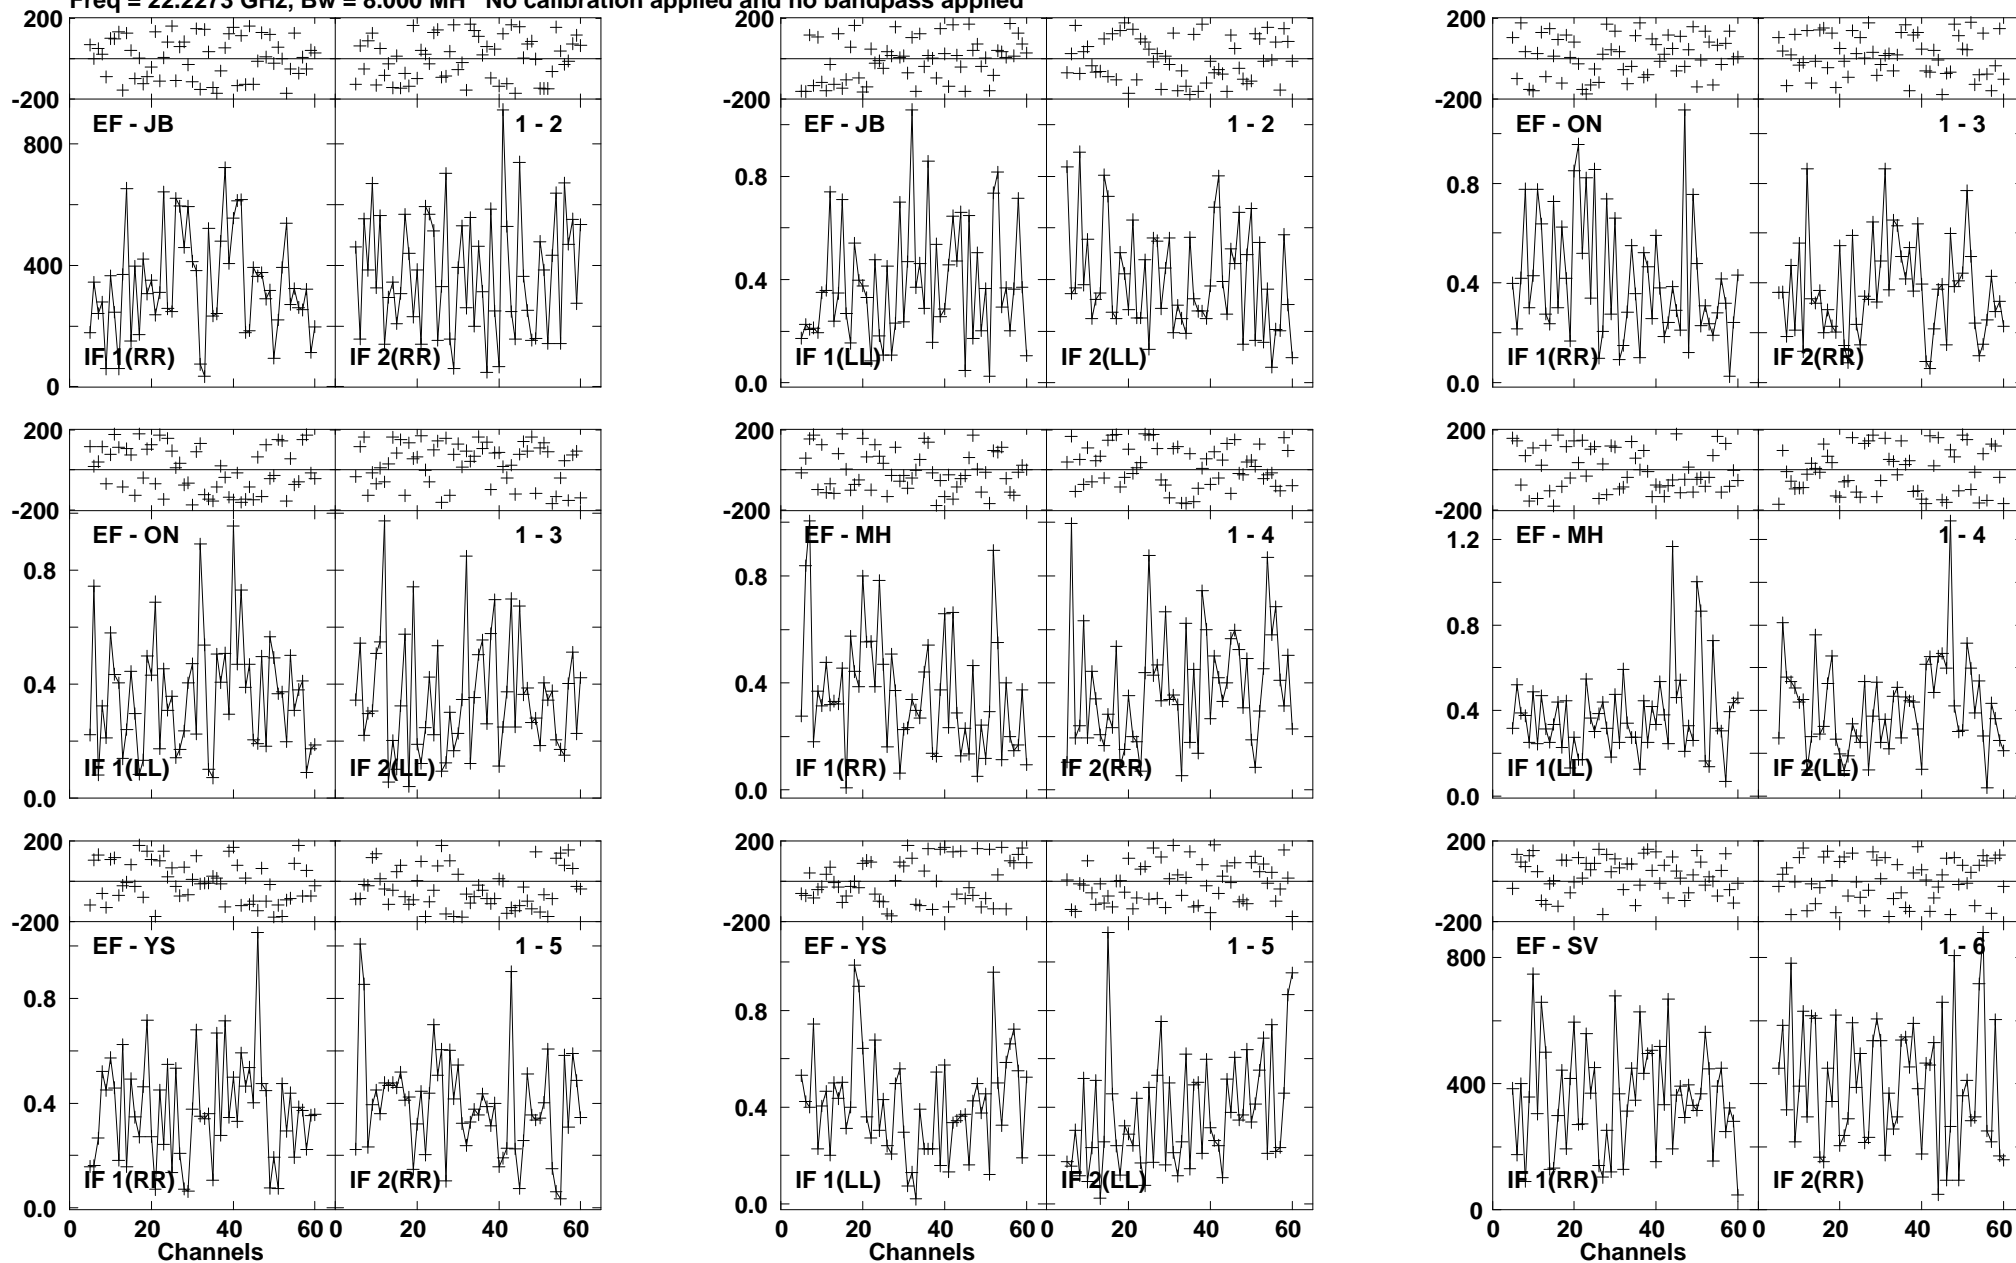 Freq = 22.2273 GHz, Bw = 8.000 MH No calibration applied and no bandpass applied
200
-200
EF - JB 1 - 2
800
400
0
IF 1(RR) IF 2(RR)
EF - JB 1 - 2
200
-200
0.8
0.4
0.0
IF 1(LL) IF 2(LL)
200
-200
EF - ON 1 - 3
0.8
0.4
0.0
IF 1(RR) IF 2(RR)
200
-200
EF - ON 1 - 3
0.8
0.4
0.0
IF 1(LL) IF 2(LL)
200
-200
EF - MH 1 - 4
0.8
0.4
0.0
IF 1(RR) IF 2(RR)
200
-200
EF - MH 1 - 4
1.2
0.8
0.4
0.0
IF 1(LL) IF 2(LL)
200
-200
EF - YS 1 - 5
0.8
0.4
0.0
IF 1(RR) IF 2(RR)
0 20 40 60 0 20 40 60
Channels
200
-200
EF - YS 1 - 5
0.8
0.4
0.0
IF 1(LL) IF 2(LL)
0 20 40 60 0 20 40 60
Channels
200
-200
EF - SV 1 - 6
800
400
0
IF 1(RR) IF 2(RR)
0 20 40 60 0 20 40 60
Channels